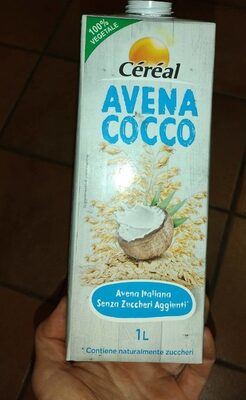 100%
VEGETALE
Céréal
AVENA
COCCO
Avena Italiana
Senza Zuccheri Aggiunti*
1L
* Contiene naturalmente zuccheri